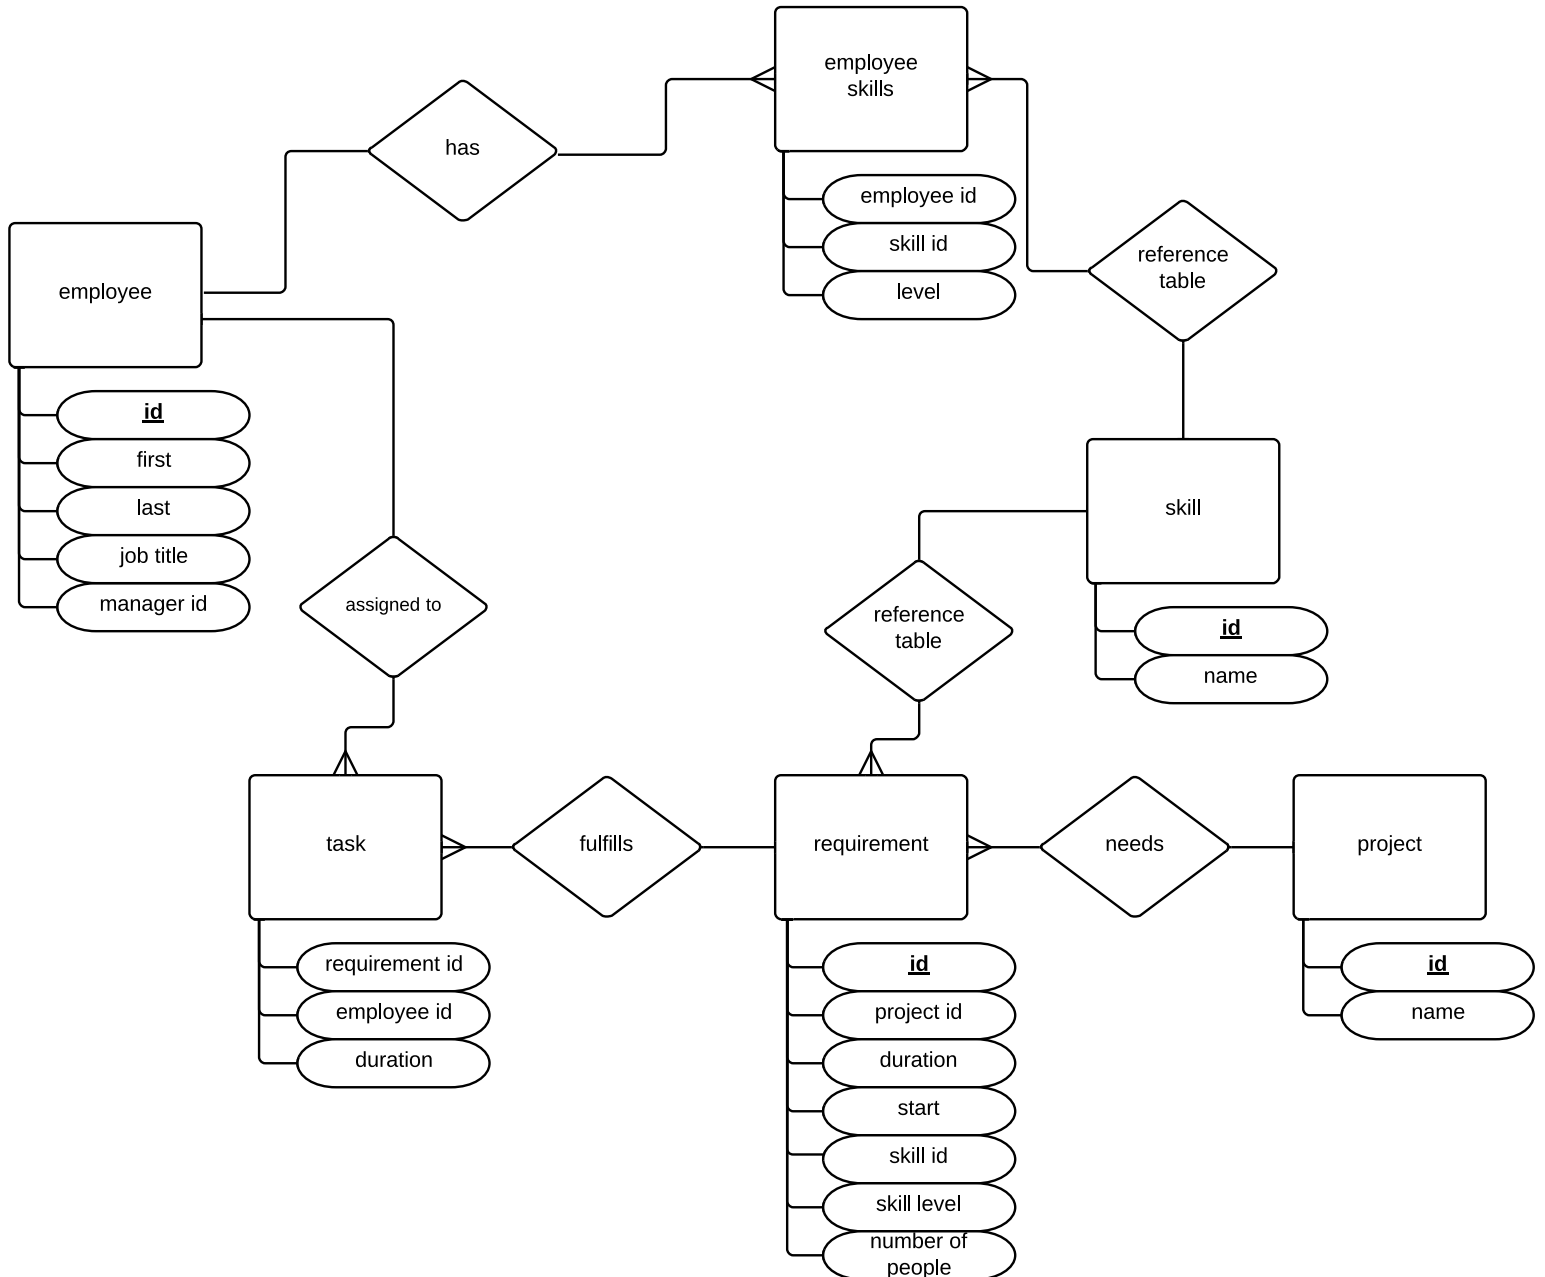 employee
skills
has
employee id
skill id
level
reference
table
employee
id
first
last
job title
manager id
assigned to
skill
id
name
reference
table
task
requirement id
employee id
duration
fulfills
requirement
id
project id
duration
start
skill id
skill level
number of
people
needs
project
id
name